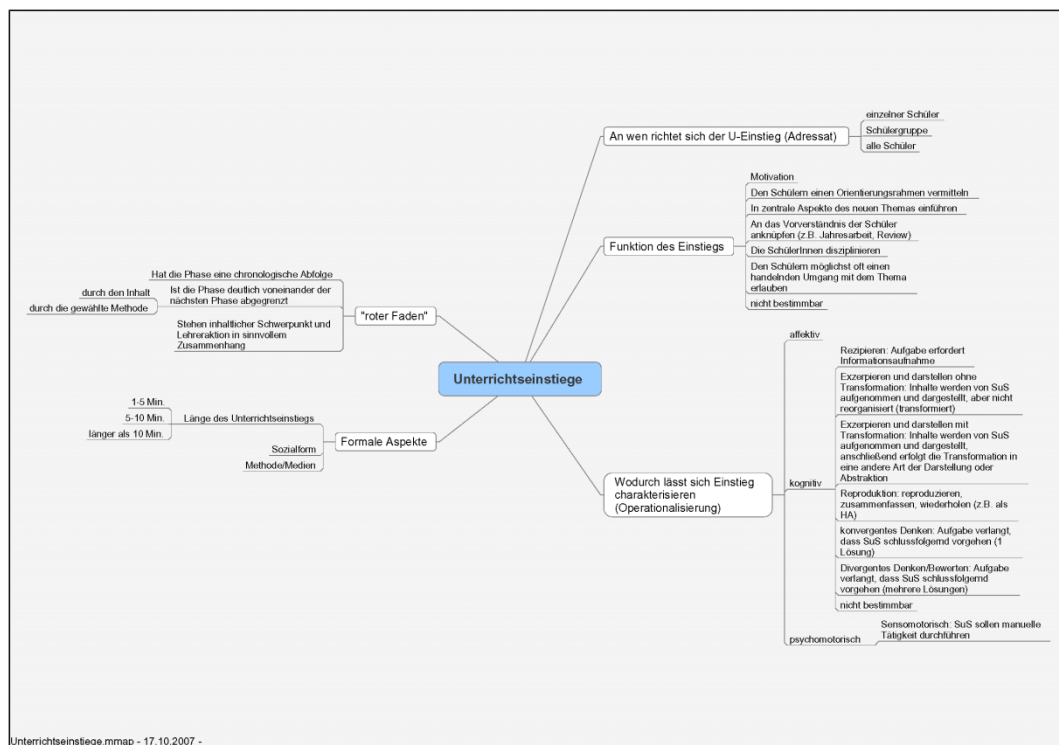 An wen richtet sich der U-Einstieg (Adressat)
einzelner Schüler
Schülergruppe
alle Schüler
Funktion des Einstiegs
Motivation
Den Schülern einen Orientierungsrahmen vermitteln
In zentrale Aspekte des neuen Themas einführen
An das Vorverständnis der Schüler
anknüpfen (z.B. Jahresarbeit, Review)
Die SchülerInnen disziplinieren
Den Schülern möglichst oft einen
handelnden Umgang mit dem Thema
erlauben
nicht bestimmbar
Hat die Phase eine chronologische Abfolge
durch den Inhalt
durch die gewählte Methode
Ist die Phase deutlich voneinander der
nächsten Phase abgegrenzt
Stehen inhaltlicher Schwerpunkt und
Lehreraktion in sinnvollem
Zusammenhang
"roter Faden"
Unterrichtseinstiege
1-5 Min.
5-10 Min.
länger als 10 Min.
Länge des Unterrichtseinstiegs
Sozialform
Methode/Medien
Formale Aspekte
Wodurch lässt sich Einstieg
charakterisieren
(Operationalisierung)
affektiv
kognitiv
Rezipieren: Aufgabe erfordert
Informationsaufnahme
Exzerpieren und darstellen ohne
Transformation: Inhalte werden von SuS
aufgenommen und dargestellt, aber nicht
reorganisiert (transformiert)
Exzerpieren und darstellen mit
Transformation: Inhalte werden von SuS
aufgenommen und dargestellt,
anschließend erfolgt die Transformation in
eine andere Art der Darstellung oder
Abstraktion
Reproduktion: reproduzieren,
zusammenfassen, wiederholen (z.B. als
HA)
konvergentes Denken: Aufgabe verlangt,
dass SuS schlussfolgernd vorgehen (1
Lösung)
Divergentes Denken/Bewerten: Aufgabe
verlangt, dass SuS schlussfolgernd
vorgehen (mehrere Lösungen)
nicht bestimmbar
psychomotorisch
Sensomotorisch: SuS sollen manuelle
Tätigkeit durchführen
Unterrichtseinstiege.mmap - 17.10.2007 -